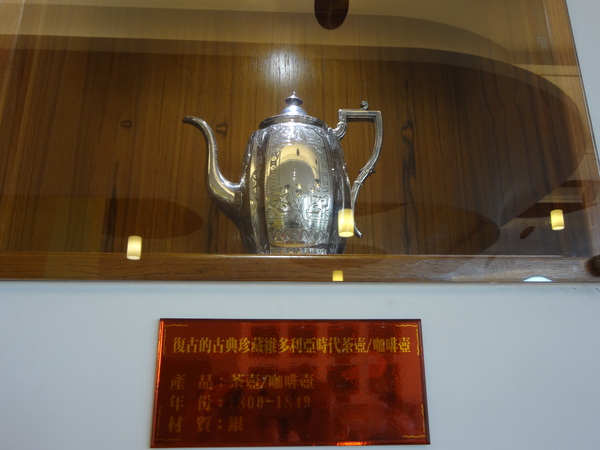 復古的古典珍藏維多利亞時代茶壺/咖啡壺
產 品：茶壺/咖啡壺
年 份：1800-1849
材 質：銀